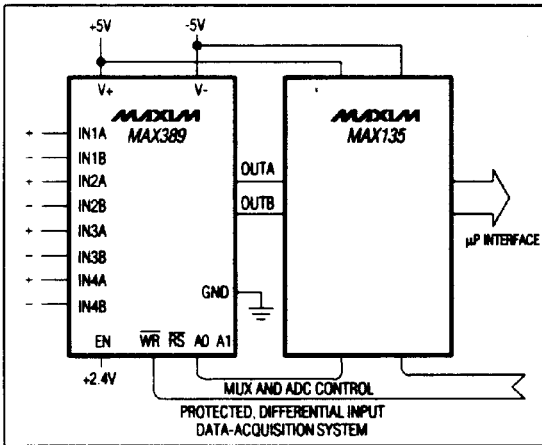 +5V
-5V
V+
V-
MAXIM
MAX389
MAXIM
MAX135
+ IN1A
- IN1B
+ IN2A
- IN2B
+ IN3A
- IN3B
+ IN4A
- IN4B
OUTA
OUTB
GND
µP INTERFACE
EN WR RS A0 A1
+2.4V
MUX AND ADC CONTROL
PROTECTED, DIFFERENTIAL INPUT
DATA-ACQUISITION SYSTEM